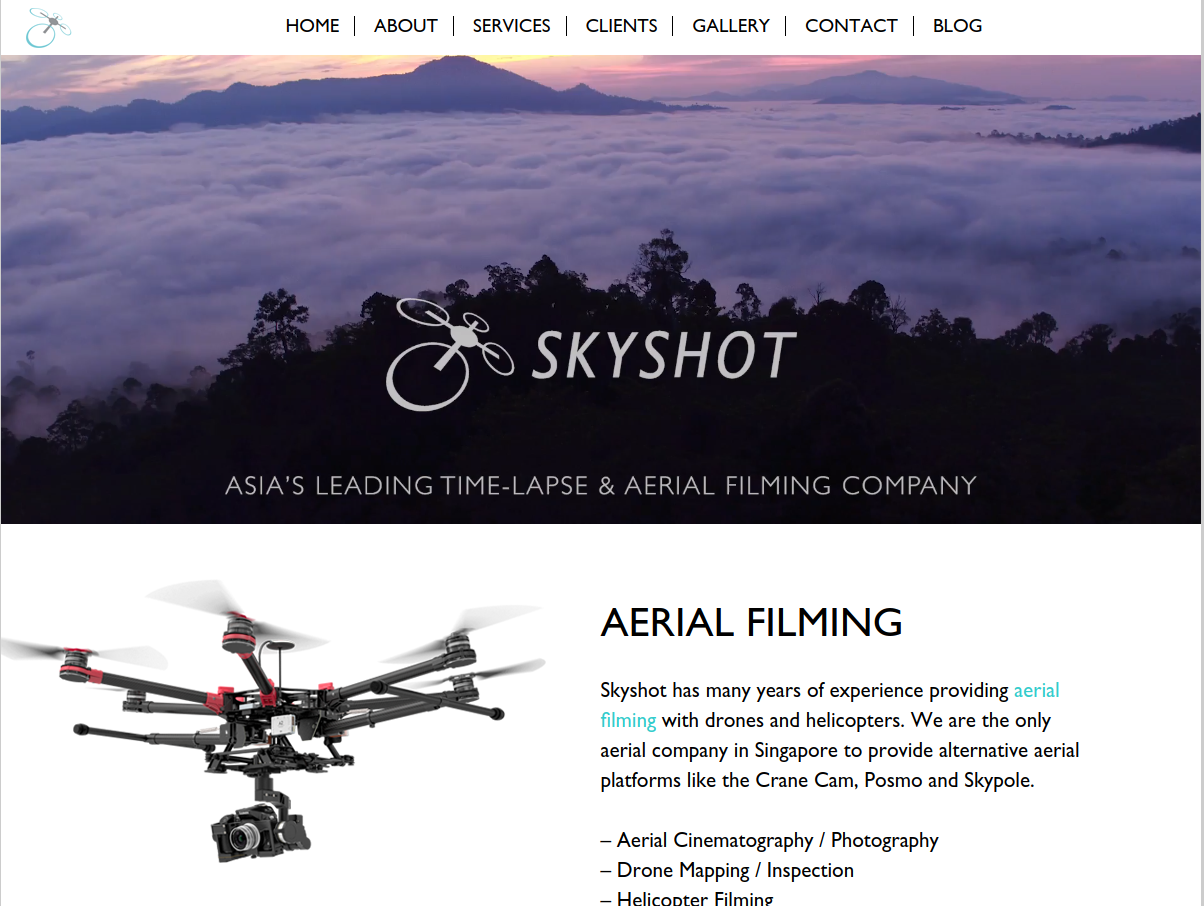 HOME ABOUT SERVICES CLIENTS GALLERY CONTACT BLOG
SKYSHOT
ASIA'S LEADING TIME-LAPSE & AERIAL FILMING COMPANY
AERIAL FILMING
Skyshot has many years of experience providing aerial
filming with drones and helicopters. We are the only
aerial company in Singapore to provide alternative aerial
platforms like the Crane Cam, Posmo and Skypole.
– Aerial Cinematography / Photography
– Drone Mapping / Inspection
– Helicopter Filming